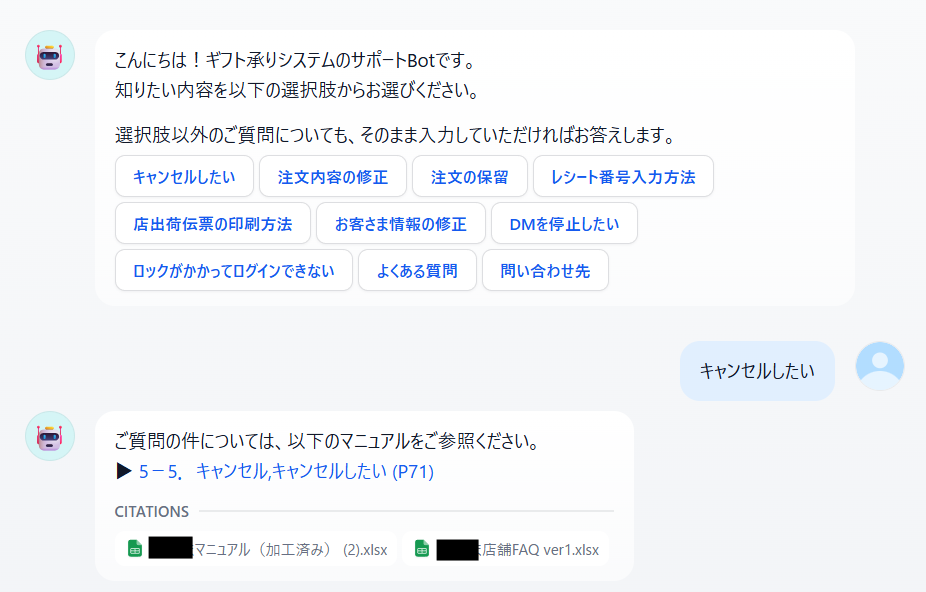 こんにちは！ギフト承りシステムのサポートBotです。
知りたい内容を以下の選択肢からお選びください。
選択肢以外のご質問についても、そのまま入力していただければお答えします。
キャンセルしたい 注文内容の修正 注文の保留 レシート番号入力方法
店出荷伝票の印刷方法 お客さま情報の修正 DMを停止したい
ロックがかかってログインできない よくある質問 問い合わせ先
キャンセルしたい
ご質問の件については、以下のマニュアルをご参照ください。
▶ 5－5．キャンセル,キャンセルしたい (P71)
CITATIONS
マニュアル（加工済み） (2).xlsx 店舗FAQ ver1.xlsx